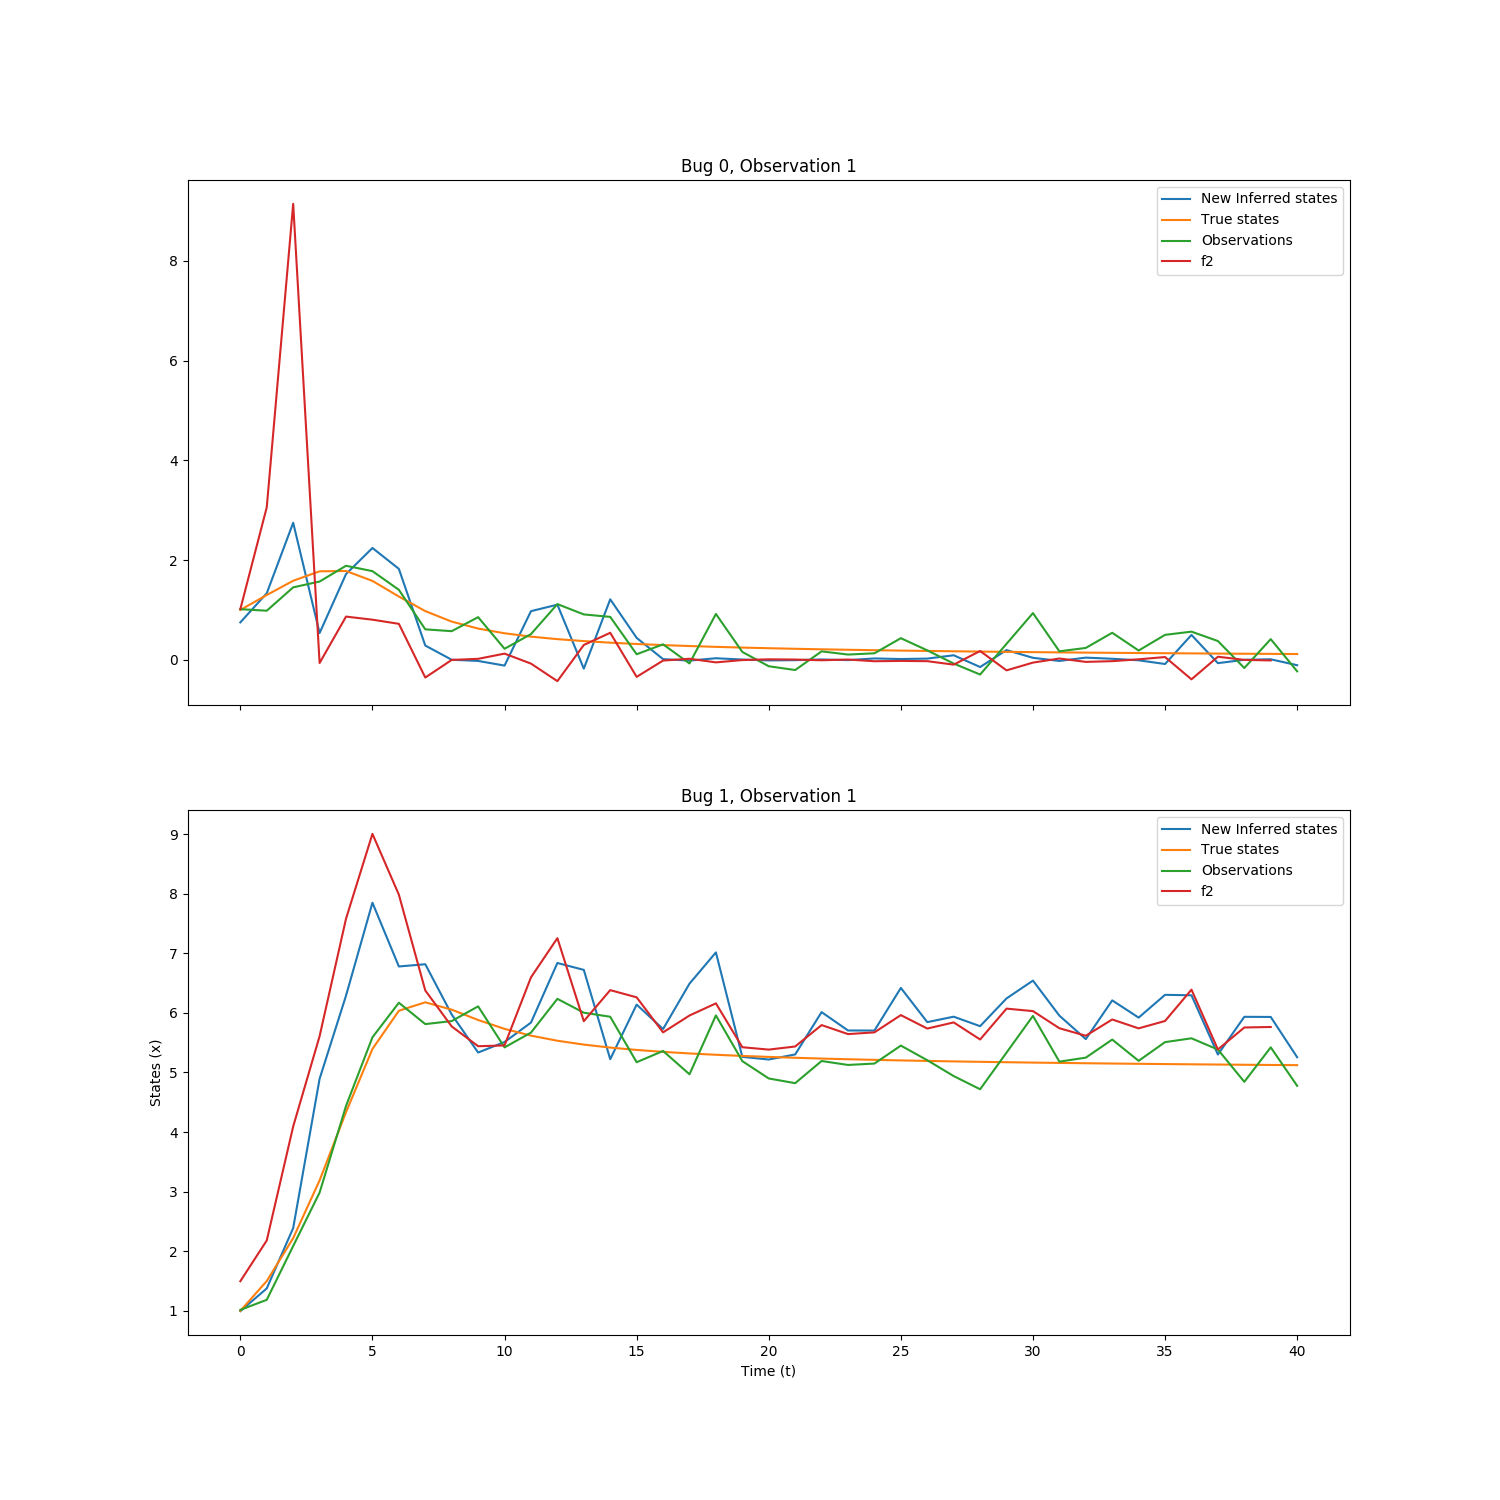 Bug 0, Observation 1
New Inferred states
True states
Observations
f2
8
6
4
2
0
Bug 1, Observation 1
New Inferred states
True states
Observations
f2
9
8
7
6
5
4
3
2
1
States (x)
0 5 10 15 20 25 30 35 40
Time (t)